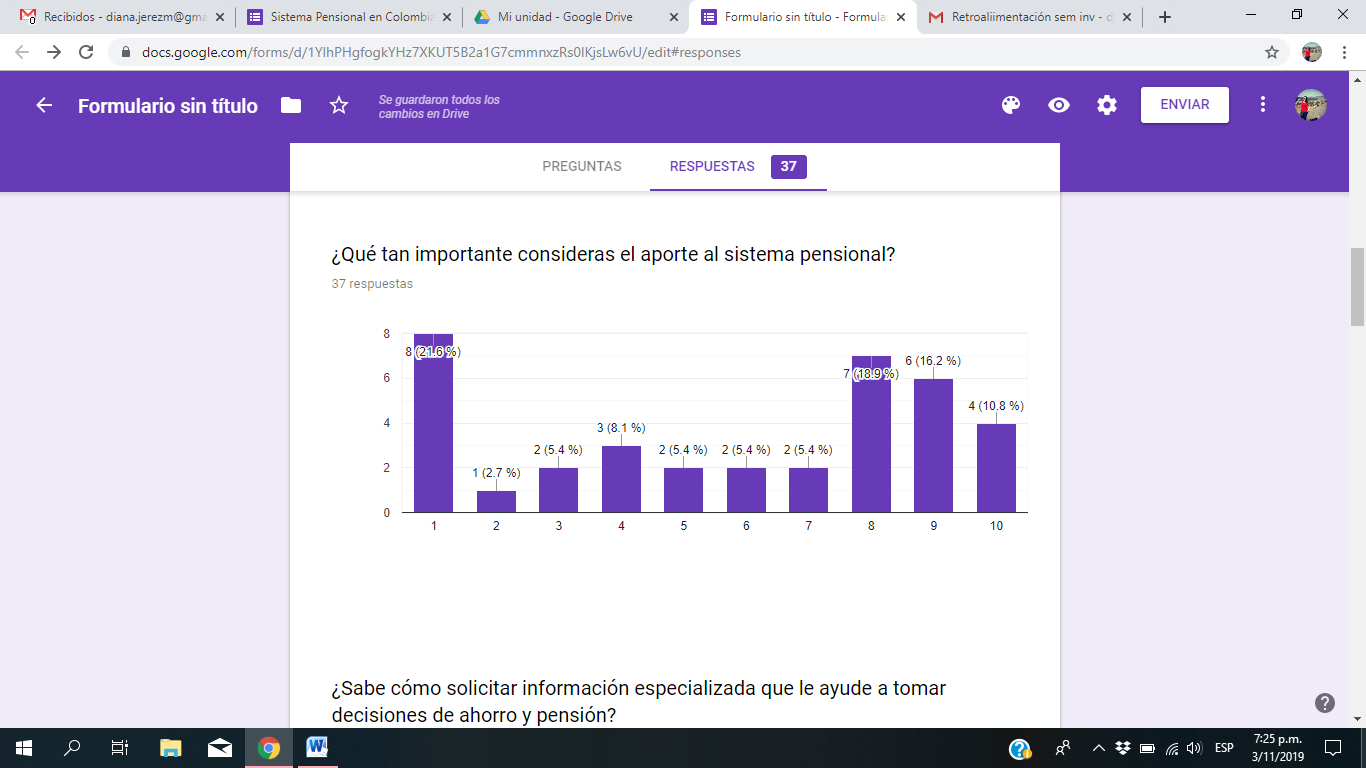 Recibidos - diana.jerezm@gma
Sistema Pensional en Colombia
Mi unidad - Google Drive
Formulario sin título - Formula
Retroaliimentación sem inv - d
docs.google.com/forms/d/1YlhPHgfogkYHz7XKUT5B2a1G7cmmnxzRs0IKjsLw6vU/edit#responses
Formulario sin título
Se guardaron todos los
cambios en Drive
ENVIAR
PREGUNTAS
RESPUESTAS
37
¿Qué tan importante consideras el aporte al sistema pensional?
37 respuestas
8
6
4
2
0
8 (21.6 %)
1 (2.7 %)
2 (5.4 %)
3 (8.1 %)
2 (5.4 %)
2 (5.4 %)
2 (5.4 %)
7 (18.9 %)
6 (16.2 %)
4 (10.8 %)
1 2 3 4 5 6 7 8 9 10
¿Sabe cómo solicitar información especializada que le ayude a tomar
decisiones de ahorro y pensión?
ESP
7:25 p.m.
3/11/2019